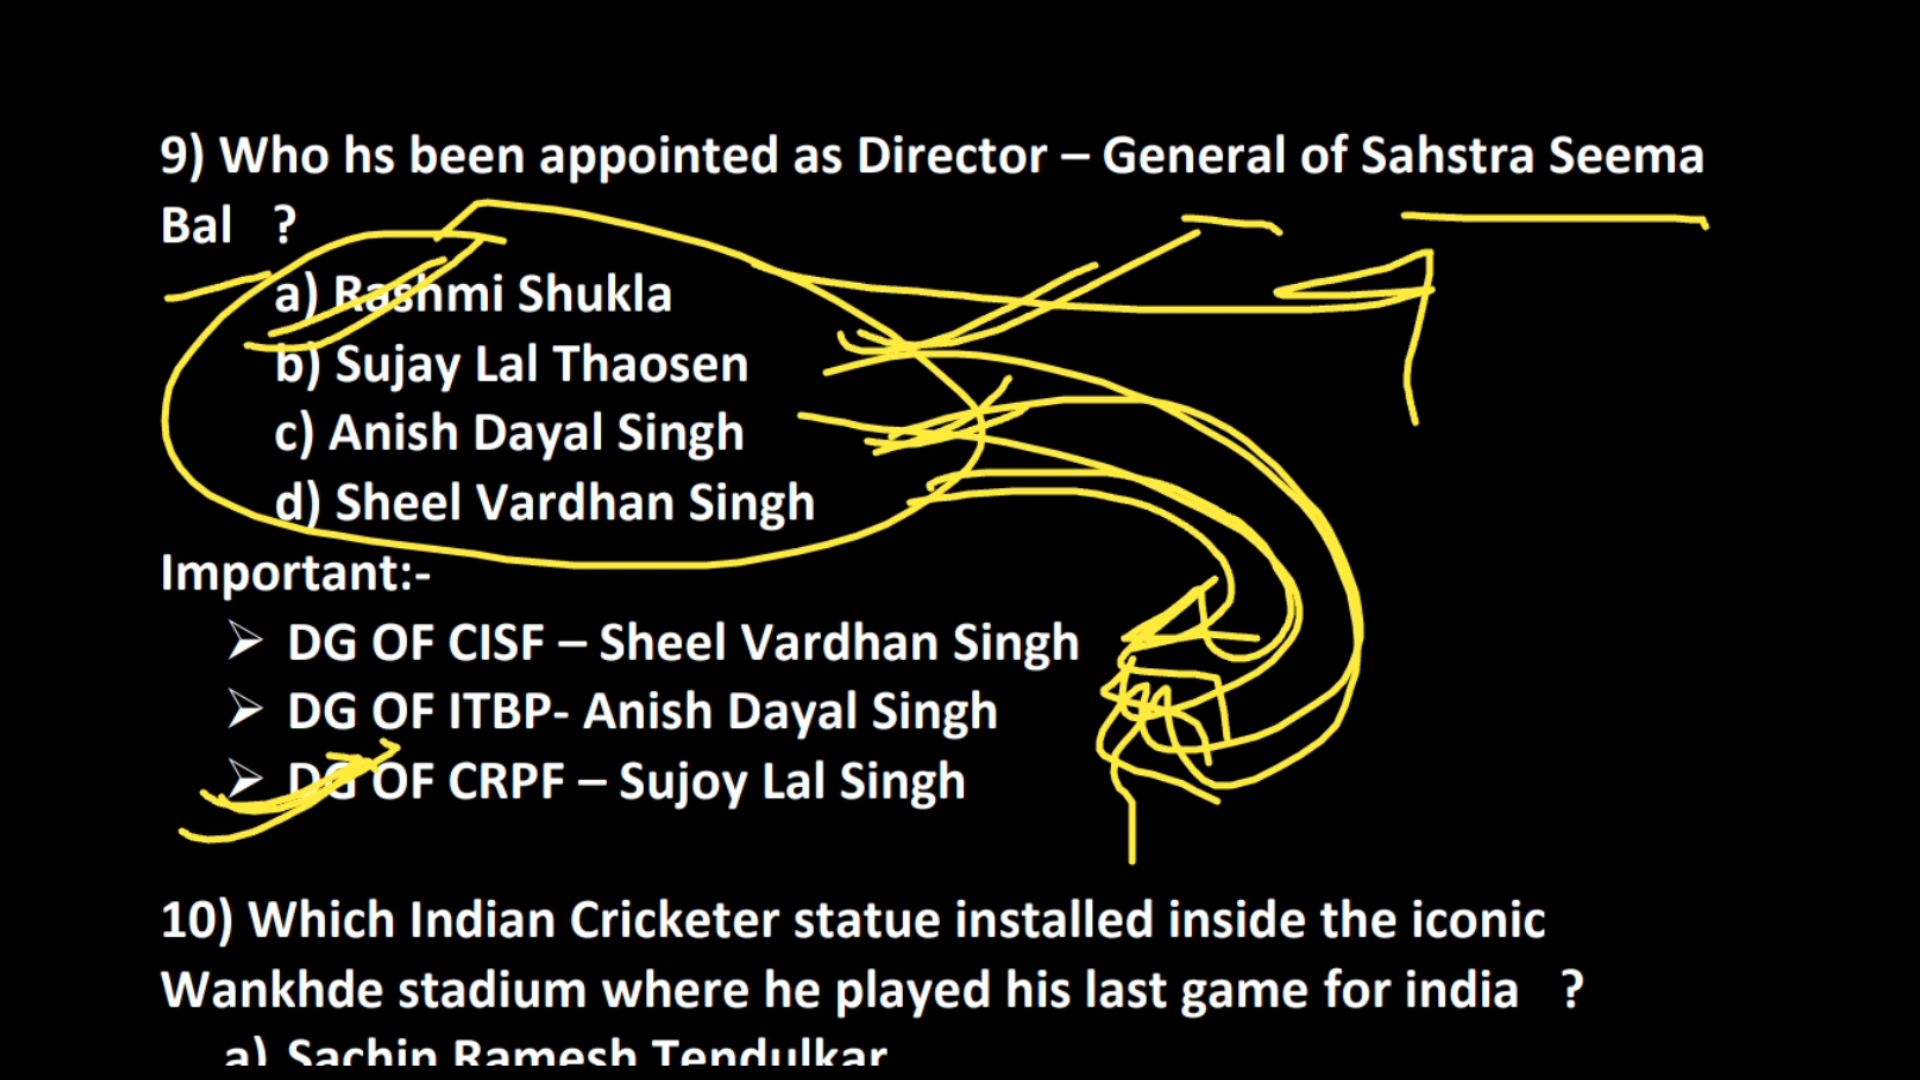 9) Who hs been appointed as Director – General of Sahstra Seema
Bal ?
a) Rashmi Shukla
b) Sujay Lal Thaosen
c) Anish Dayal Singh
d) Sheel Vardhan Singh
Important:-
➢ DG OF CISF – Sheel Vardhan Singh
➢ DG OF ITBP- Anish Dayal Singh
➢ DG OF CRPF – Sujoy Lal Singh
10) Which Indian Cricketer statue installed inside the iconic
Wankhde stadium where he played his last game for india ?
a) Sachin Ramesh Tendulkar